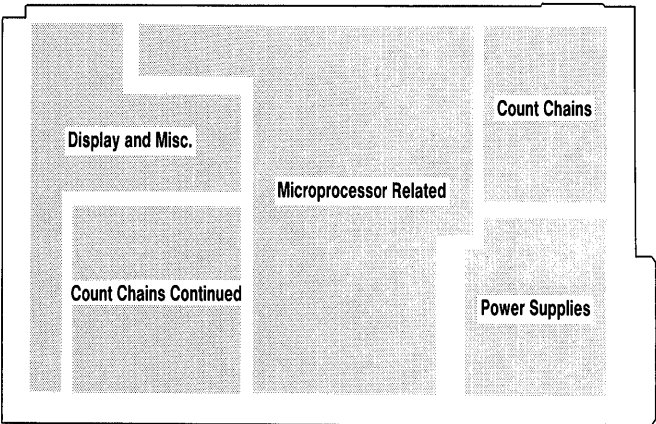 Count Chains
Display and Misc.
Microprocessor Related
Count Chains Continued
Power Supplies